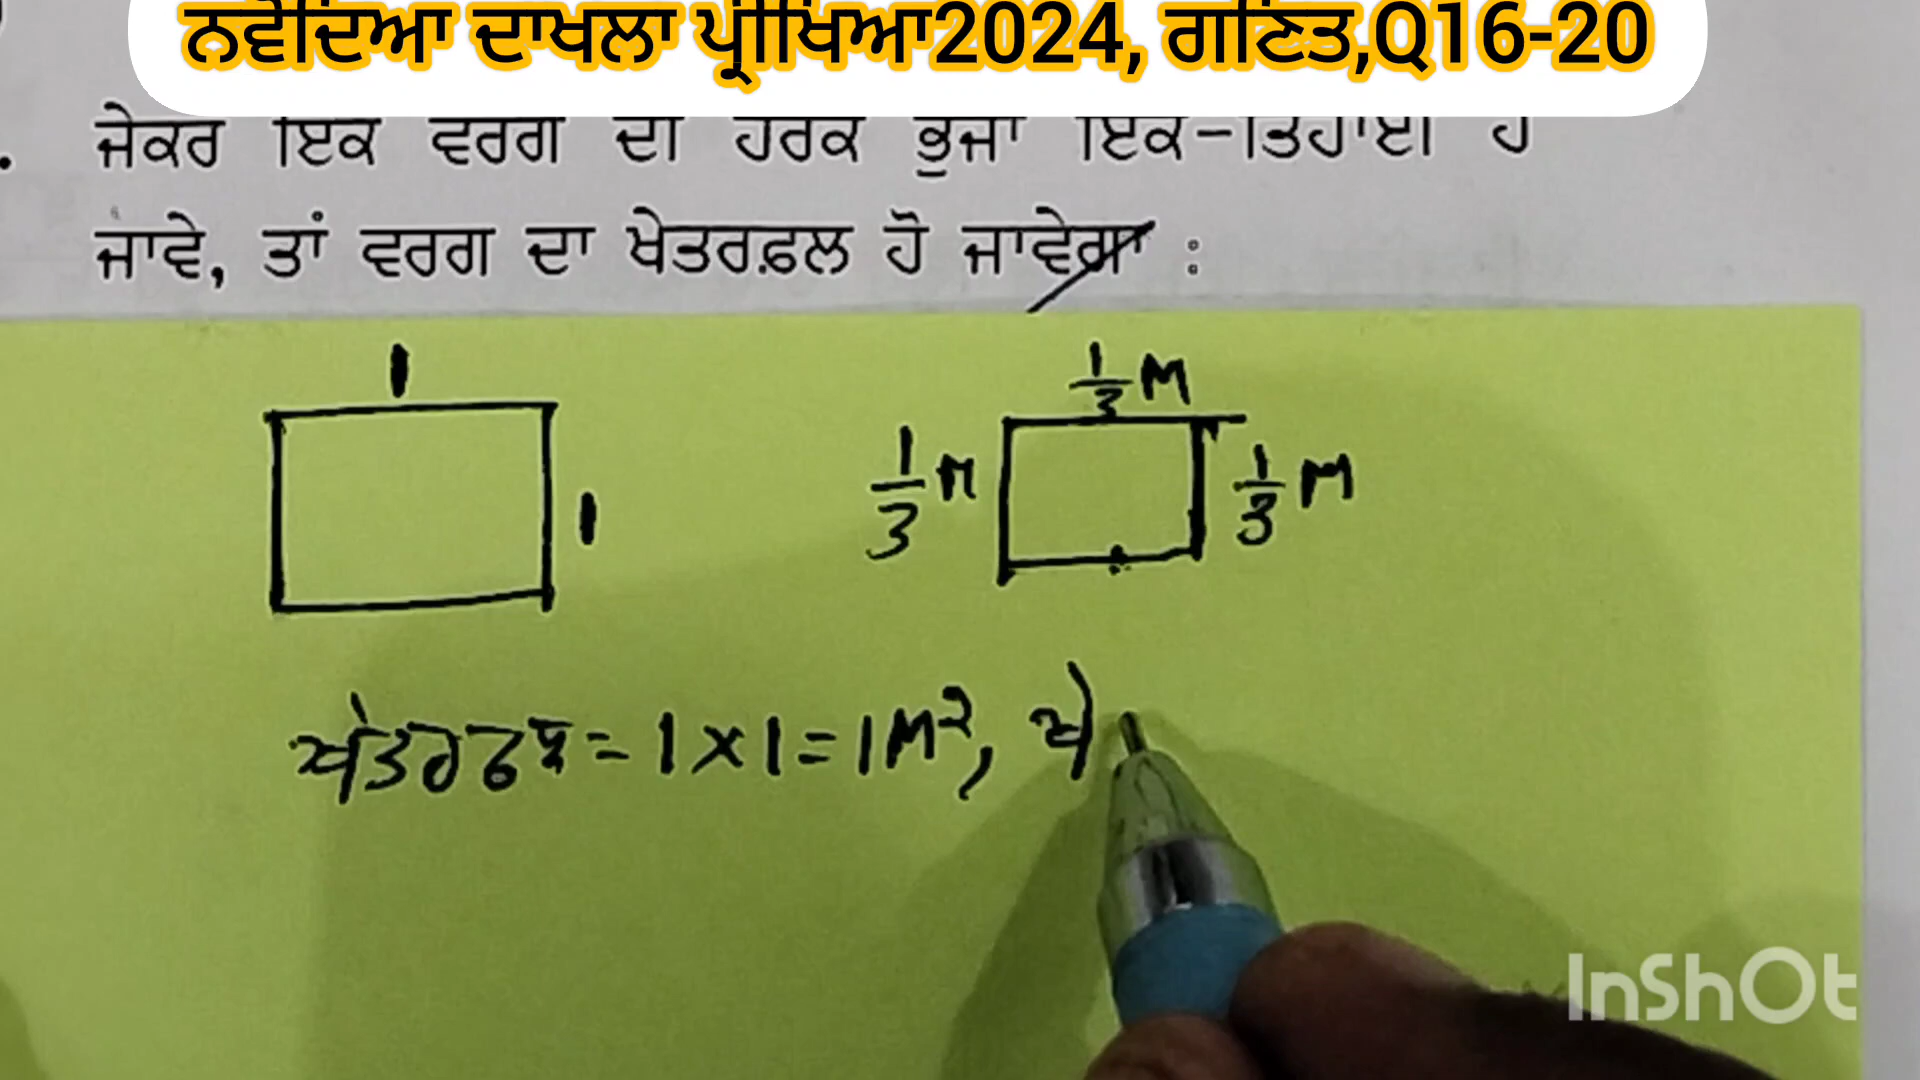 ਨਵੋਦਿਆ ਦਾਖਲਾ ਪ੍ਰੀਖਿਆ2024, ਗਣਿਤ,Q16-20
. ਜੇਕਰ ਇਕ ਵਰਗ ਦੀ ਹਰੇਕ ਭੁਜਾ ਇਕ-ਤਿਹਾਈ ਹੋ
ਜਾਵੇ, ਤਾਂ ਵਰਗ ਦਾ ਖੇਤਰਫ਼ਲ ਹੋ ਜਾਵੇਗਾ :
1
1
1/3 M
1/3 M
1/3 M
ਖੇਤਰਫਲ = 1 × 1 = 1 M², ਖੇ
InShOt